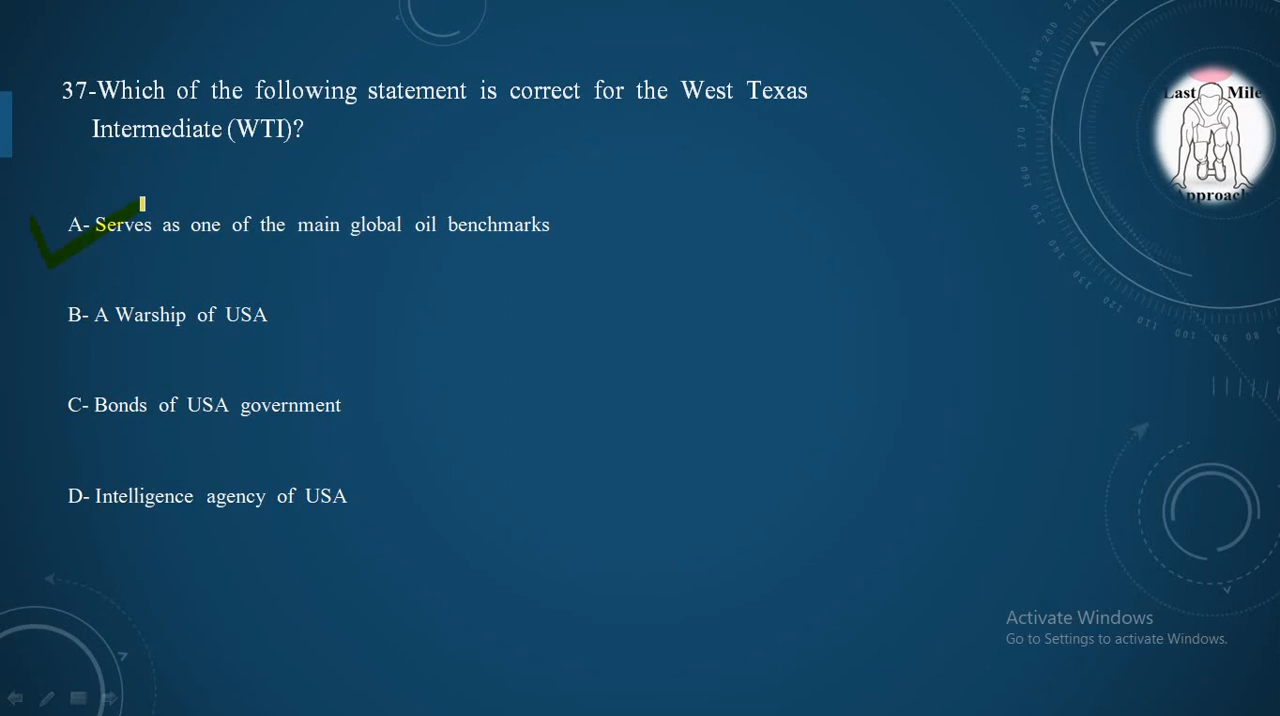 37-Which of the following statement is correct for the West Texas
Intermediate (WTI)?
Last Mile
Approach
A- Serves as one of the main global oil benchmarks
B- A Warship of USA
C- Bonds of USA government
D- Intelligence agency of USA
Activate Windows
Go to Settings to activate Windows.